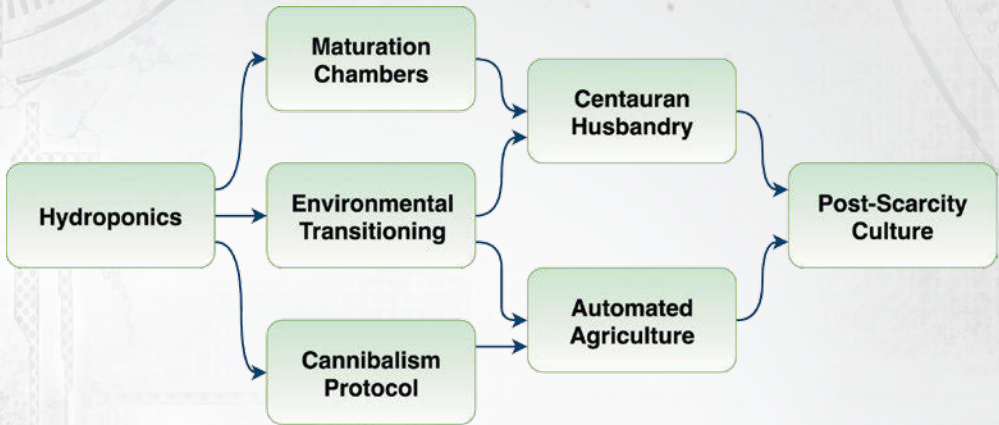 Maturation
Chambers
Centauran
Husbandry
Hydroponics
Environmental
Transitioning
Post-Scarcity
Culture
Automated
Agriculture
Cannibalism
Protocol